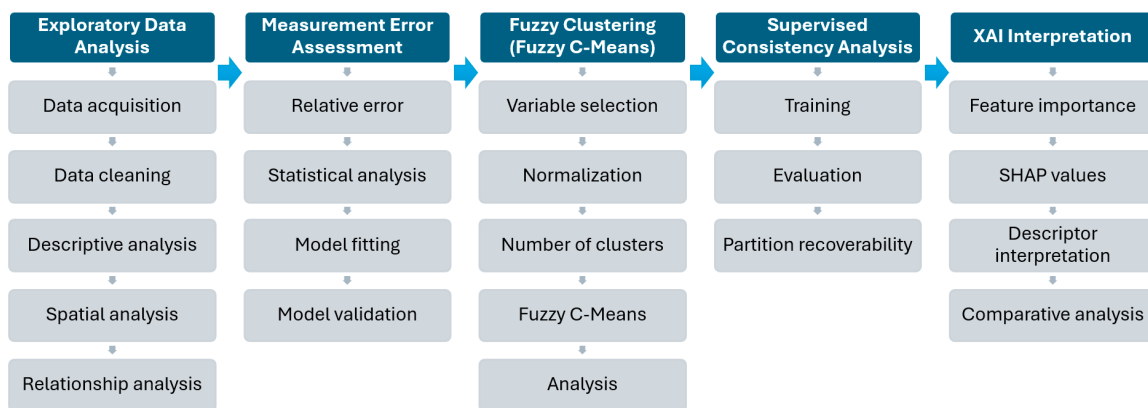 Exploratory Data
Analysis
Data acquisition
Data cleaning
Descriptive analysis
Spatial analysis
Relationship analysis
Measurement Error
Assessment
Relative error
Statistical analysis
Model fitting
Model validation
Fuzzy Clustering
(Fuzzy C-Means)
Variable selection
Normalization
Number of clusters
Fuzzy C-Means
Analysis
Supervised
Consistency Analysis
Training
Evaluation
Partition recoverability
XAI Interpretation
Feature importance
SHAP values
Descriptor
interpretation
Comparative analysis